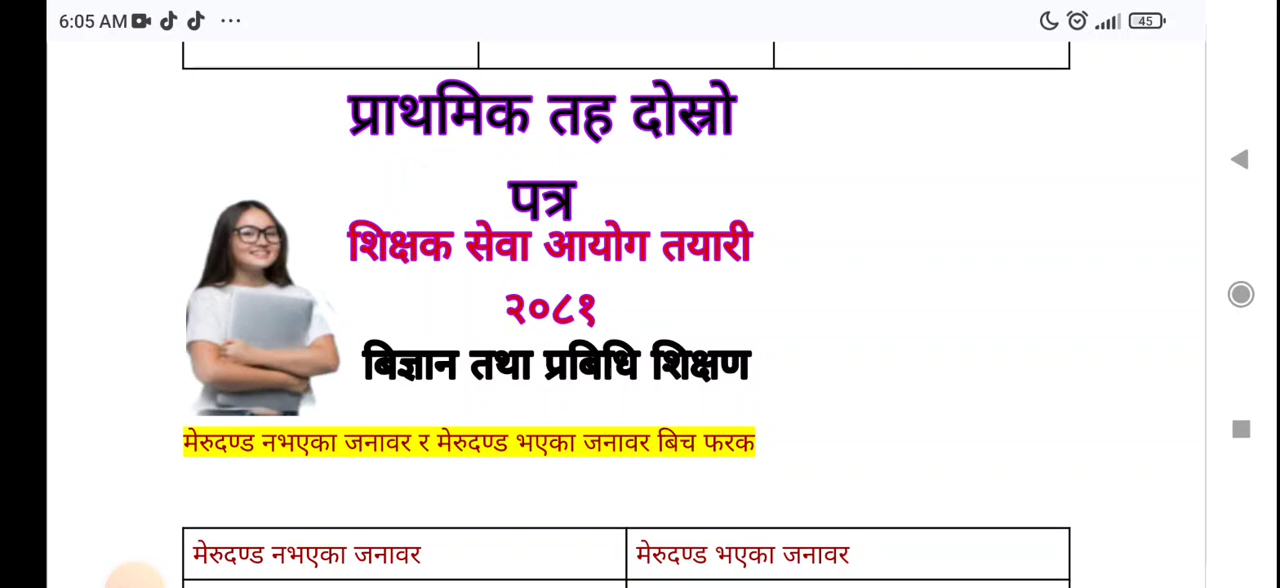 6:05 AM
45
प्राथमिक तह दोस्रो
पत्र
शिक्षक सेवा आयोग तयारी
२०८१
बिज्ञान तथा प्रबिधि शिक्षण
मेरुदण्ड नभएका जनावर र मेरुदण्ड भएका जनावर बिच फरक
मेरुदण्ड नभएका जनावर
मेरुदण्ड भएका जनावर